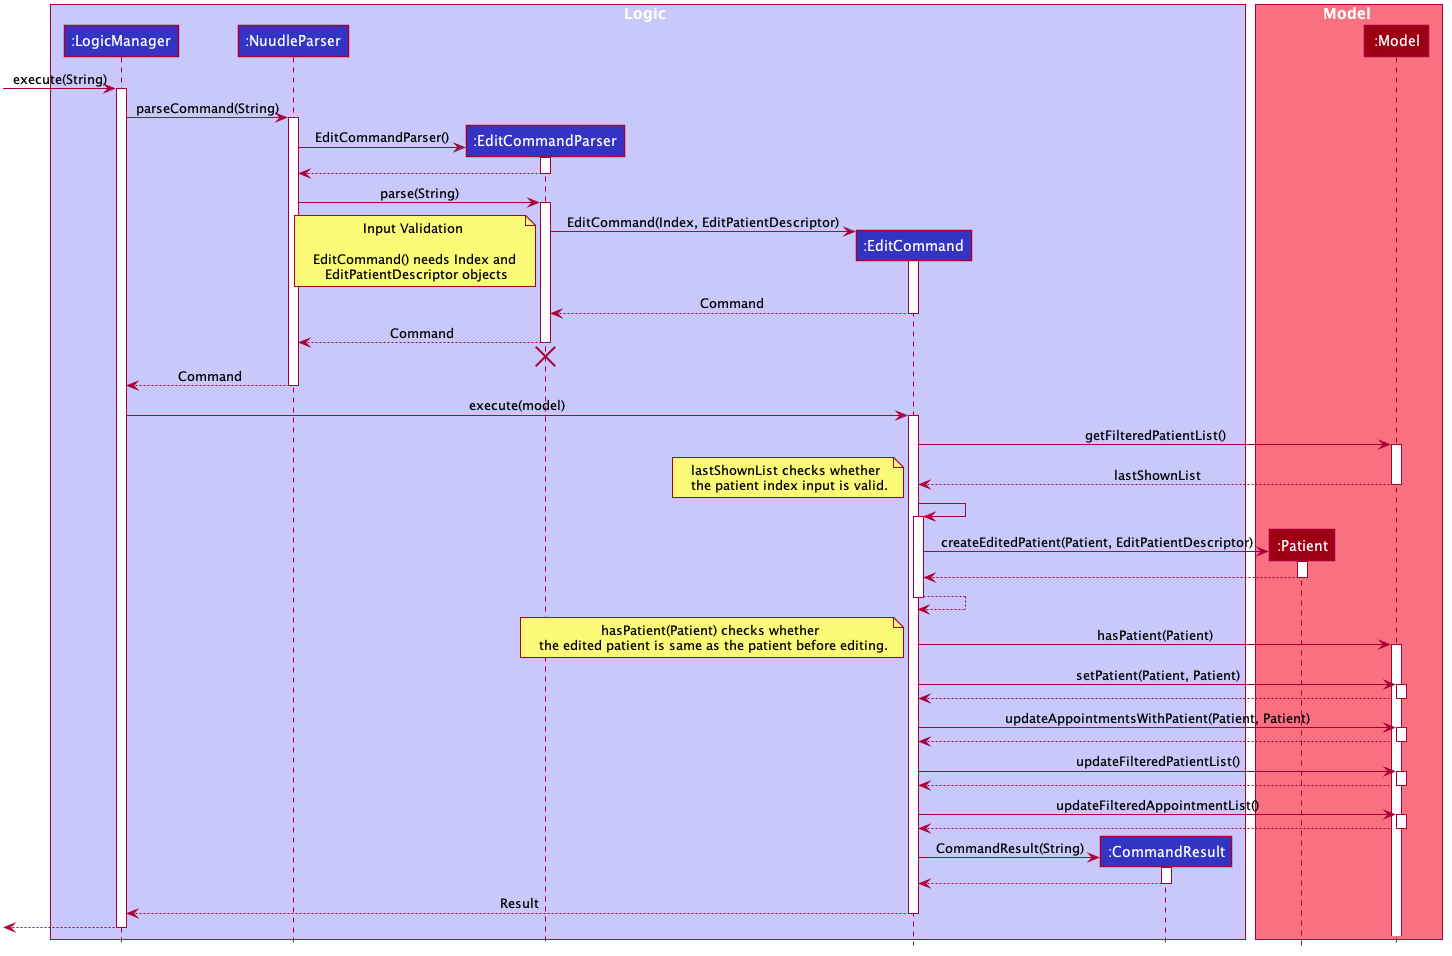 Logic
Model
:LogicManager
:NuudleParser
:Model
execute(String)
parseCommand(String)
EditCommandParser()
:EditCommandParser
parse(String)
Input Validation
EditCommand() needs Index and
EditPatientDescriptor objects
EditCommand(Index, EditPatientDescriptor)
:EditCommand
Command
Command
Command
execute(model)
getFilteredPatientList()
lastShownList checks whether
the patient index input is valid.
lastShownList
createEditedPatient(Patient, EditPatientDescriptor)
:Patient
hasPatient(Patient) checks whether
the edited patient is same as the patient before editing.
hasPatient(Patient)
setPatient(Patient, Patient)
updateAppointmentsWithPatient(Patient, Patient)
updateFilteredPatientList()
updateFilteredAppointmentList()
CommandResult(String)
:CommandResult
Result